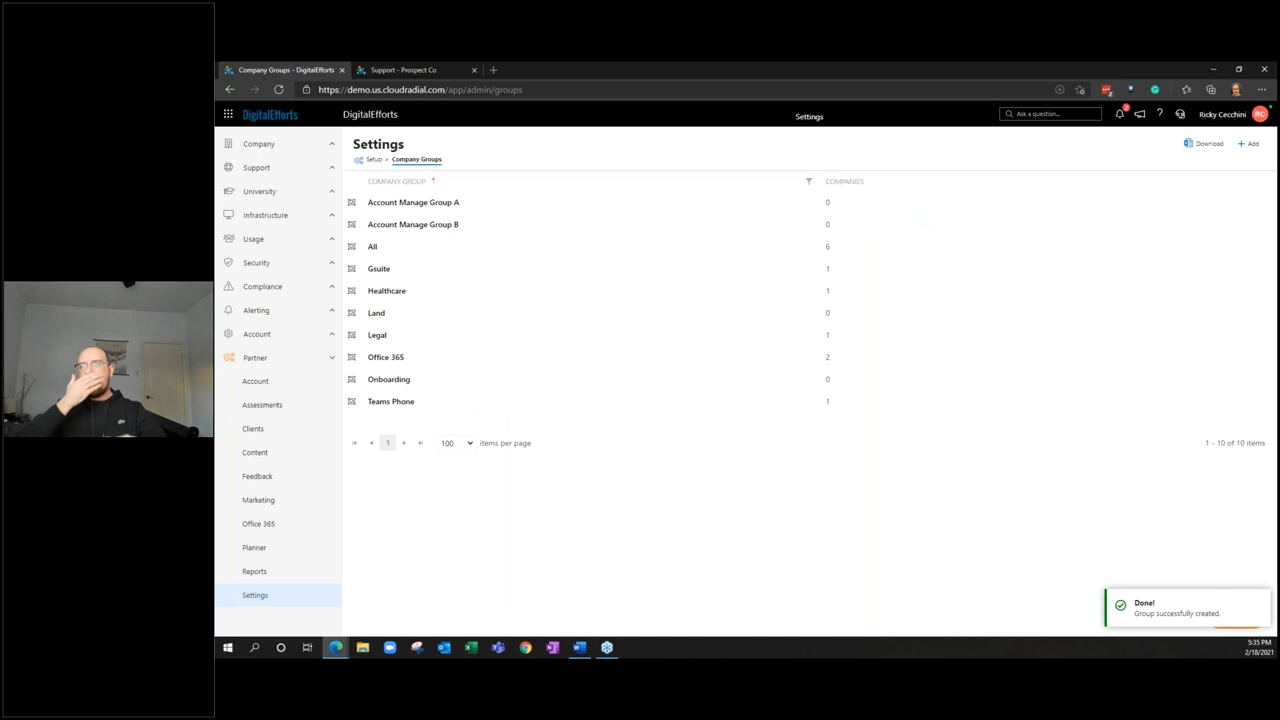 Company Groups - DigitalEfforts
Support - Prospect Co
https://demo.us.cloudradial.com/app/admin/groups
DigitalEfforts
DigitalEfforts
Settings
Ask a question...
2
?
Ricky Cecchini
RC
Company
Support
University
Infrastructure
Usage
Security
Compliance
Alerting
Account
Partner
Account
Assessments
Clients
Content
Feedback
Marketing
Office 365
Planner
Reports
Settings
Settings
Setup > Company Groups
Download
+ Add
COMPANY GROUP
COMPANIES
Account Manage Group A 0
Account Manage Group B 0
All 6
Gsuite 1
Healthcare 1
Land 0
Legal 1
Office 365 2
Onboarding 0
Teams Phone 1
1
100
items per page
1 - 10 of 10 items
Done!
Group successfully created.
5:35 PM
2/18/2021